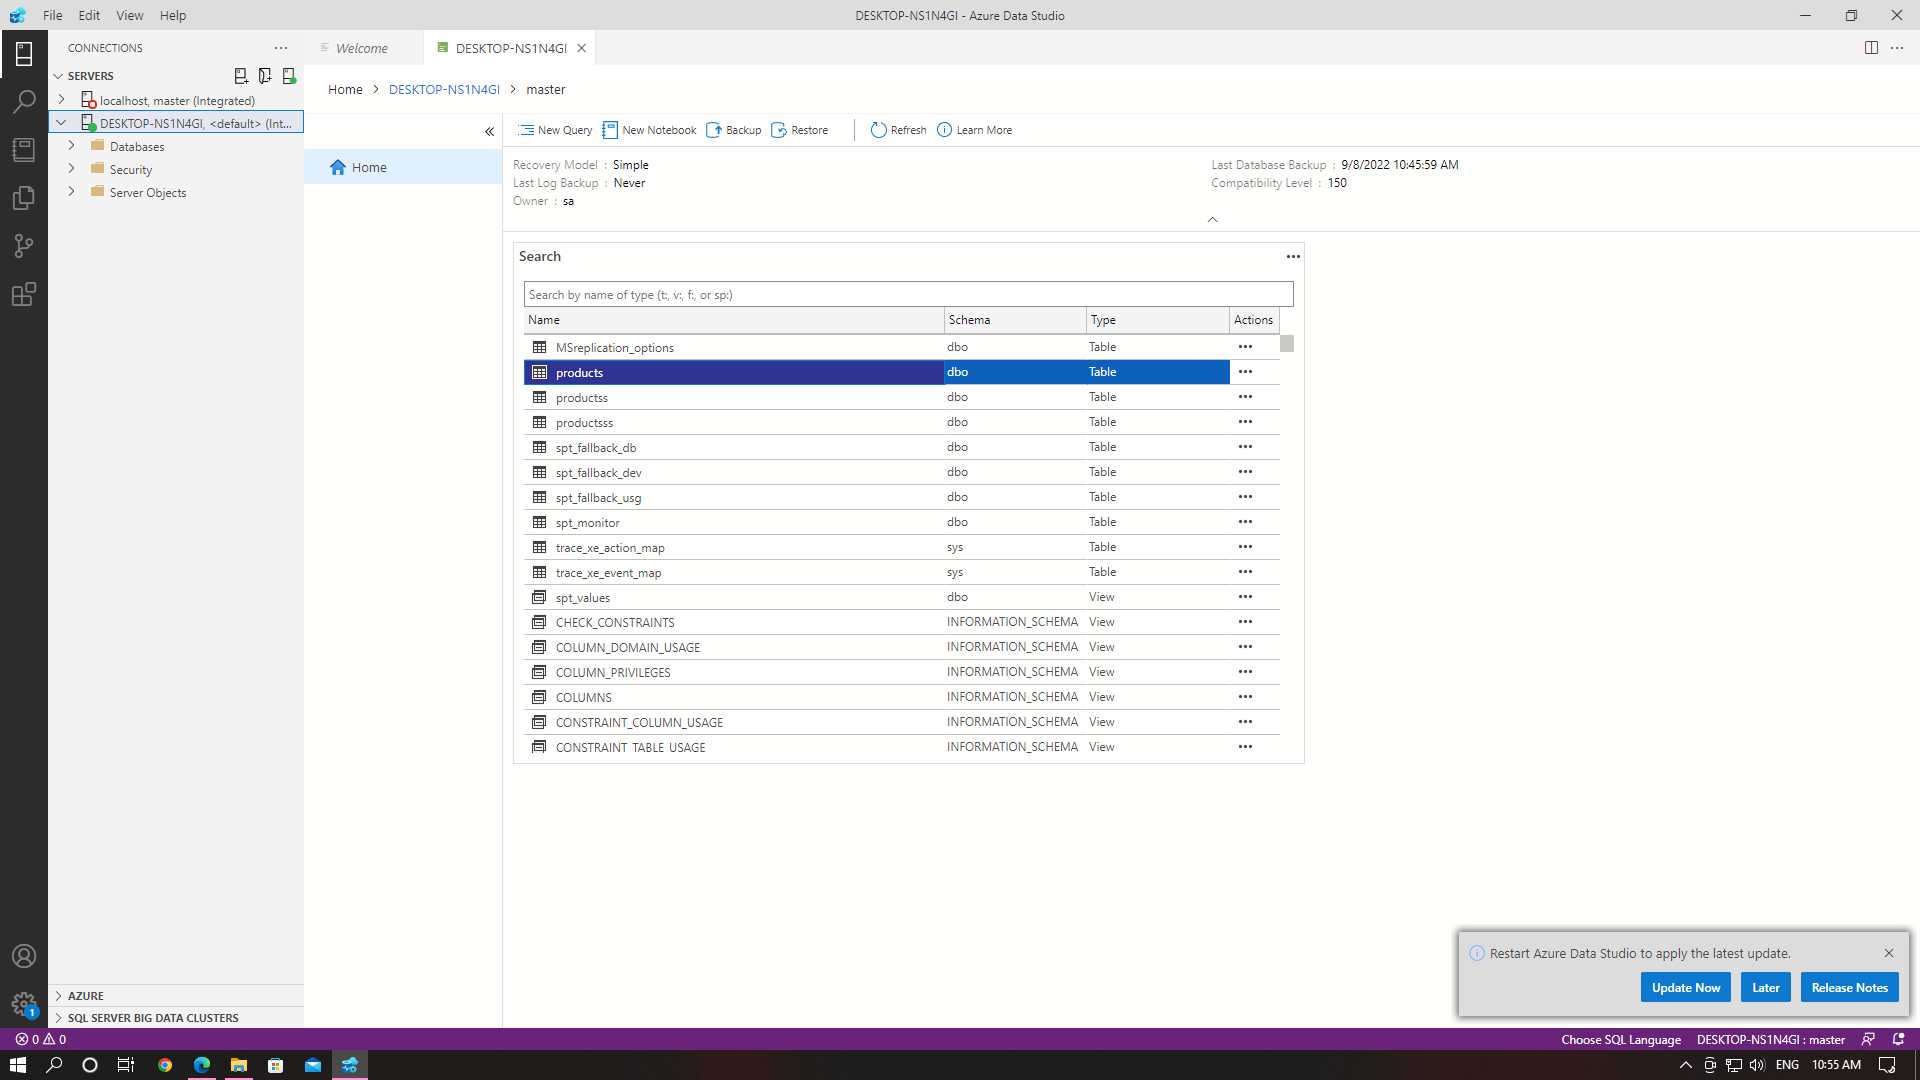 File Edit View Help
DESKTOP-NS1N4GI - Azure Data Studio
CONNECTIONS
Welcome
DESKTOP-NS1N4GI
SERVERS
localhost, master (Integrated)
DESKTOP-NS1N4GI, <default> (Int...
Databases
Security
Server Objects
Home > DESKTOP-NS1N4GI > master
New Query
New Notebook
Backup
Restore
Refresh
Learn More
Home
Recovery Model : Simple
Last Log Backup : Never
Owner : sa
Last Database Backup : 9/8/2022 10:45:59 AM
Compatibility Level : 150
Search
Search by name of type (t:, v:, f:, or sp:)
Name Schema Type Actions
MSreplication_options dbo Table
products dbo Table
productss dbo Table
productsss dbo Table
spt_fallback_db dbo Table
spt_fallback_dev dbo Table
spt_fallback_usg dbo Table
spt_monitor dbo Table
trace_xe_action_map sys Table
trace_xe_event_map sys Table
spt_values dbo View
CHECK_CONSTRAINTS INFORMATION_SCHEMA View
COLUMN_DOMAIN_USAGE INFORMATION_SCHEMA View
COLUMN_PRIVILEGES INFORMATION_SCHEMA View
COLUMNS INFORMATION_SCHEMA View
CONSTRAINT_COLUMN_USAGE INFORMATION_SCHEMA View
CONSTRAINT_TABLE_USAGE INFORMATION_SCHEMA View
Restart Azure Data Studio to apply the latest update.
Update Now
Later
Release Notes
AZURE
SQL SERVER BIG DATA CLUSTERS
1
0 0
Choose SQL Language
DESKTOP-NS1N4GI : master
ENG
10:55 AM